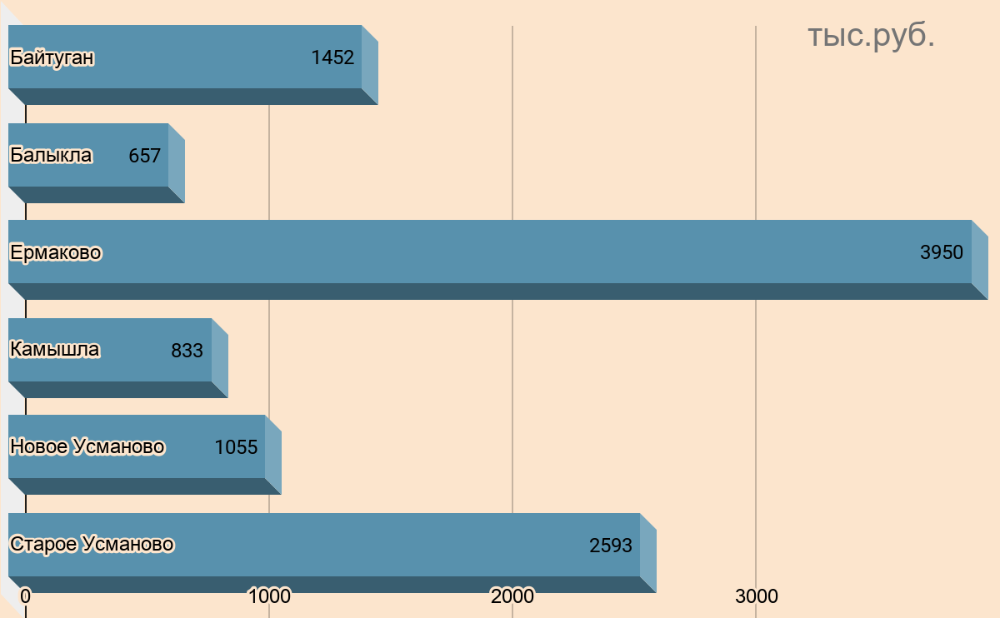 тыс.руб.
Байтуган 1452
Балыкла 657
Ермаково 3950
Камышла 833
Новое Усманово 1055
Старое Усманово 2593
0 1000 2000 3000